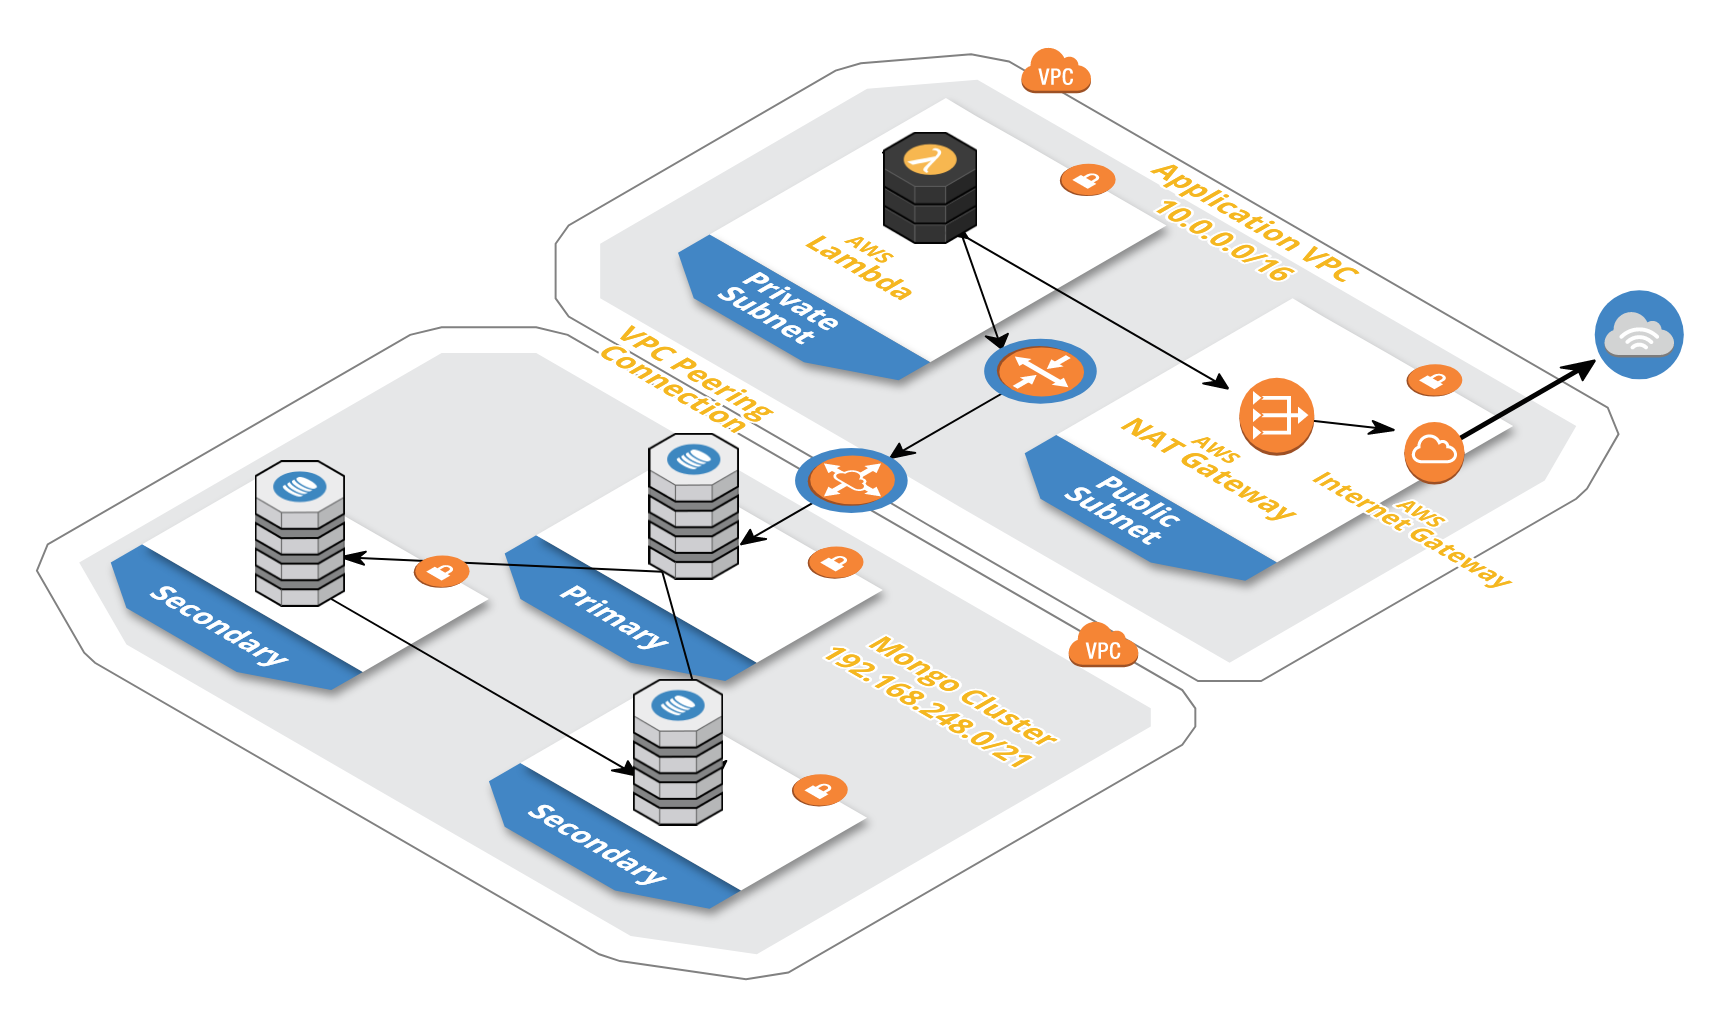 VPC
Application VPC
10.0.0.0/16
AWS
Lambda
Private
Subnet
VPC Peering
Connection
AWS
NAT Gateway
Public
Subnet
AWS
Internet Gateway
Secondary
Primary
VPC
Mongo Cluster
192.168.248.0/21
Secondary